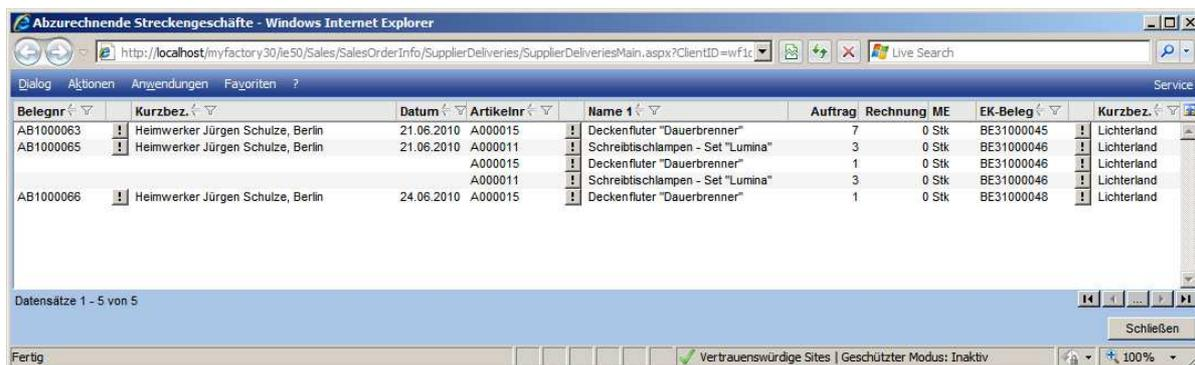 Abzurechnende Streckengeschäfte - Windows Internet Explorer
http://localhost/myfactory30/ie50/Sales/SalesOrderInfo/SupplierDeliveries/SupplierDeliveriesMain.aspx?ClientID=wf1c Live Search
Dialog Aktionen Anwendungen Favoriten ? Service
Belegnr Kurzbez. Datum Artikelnr Name 1 Auftrag Rechnung ME EK-Beleg Kurzbez.
AB1000063 ! Heimwerker Jürgen Schulze, Berlin 21.06.2010 A000015 ! Deckenfluter "Dauerbrenner" 7 0 Stk BE31000045 ! Lichterland
AB1000065 ! Heimwerker Jürgen Schulze, Berlin 21.06.2010 A000011 ! Schreibtischlampen - Set "Lumina" 3 0 Stk BE31000046 ! Lichterland
A000015 ! Deckenfluter "Dauerbrenner" 1 0 Stk BE31000046 ! Lichterland
A000011 ! Schreibtischlampen - Set "Lumina" 3 0 Stk BE31000046 ! Lichterland
AB1000066 ! Heimwerker Jürgen Schulze, Berlin 24.06.2010 A000015 ! Deckenfluter "Dauerbrenner" 1 0 Stk BE31000048 ! Lichterland
Datensätze 1 - 5 von 5 ...
Schließen
Fertig Vertrauenswürdige Sites | Geschützter Modus: Inaktiv 100%